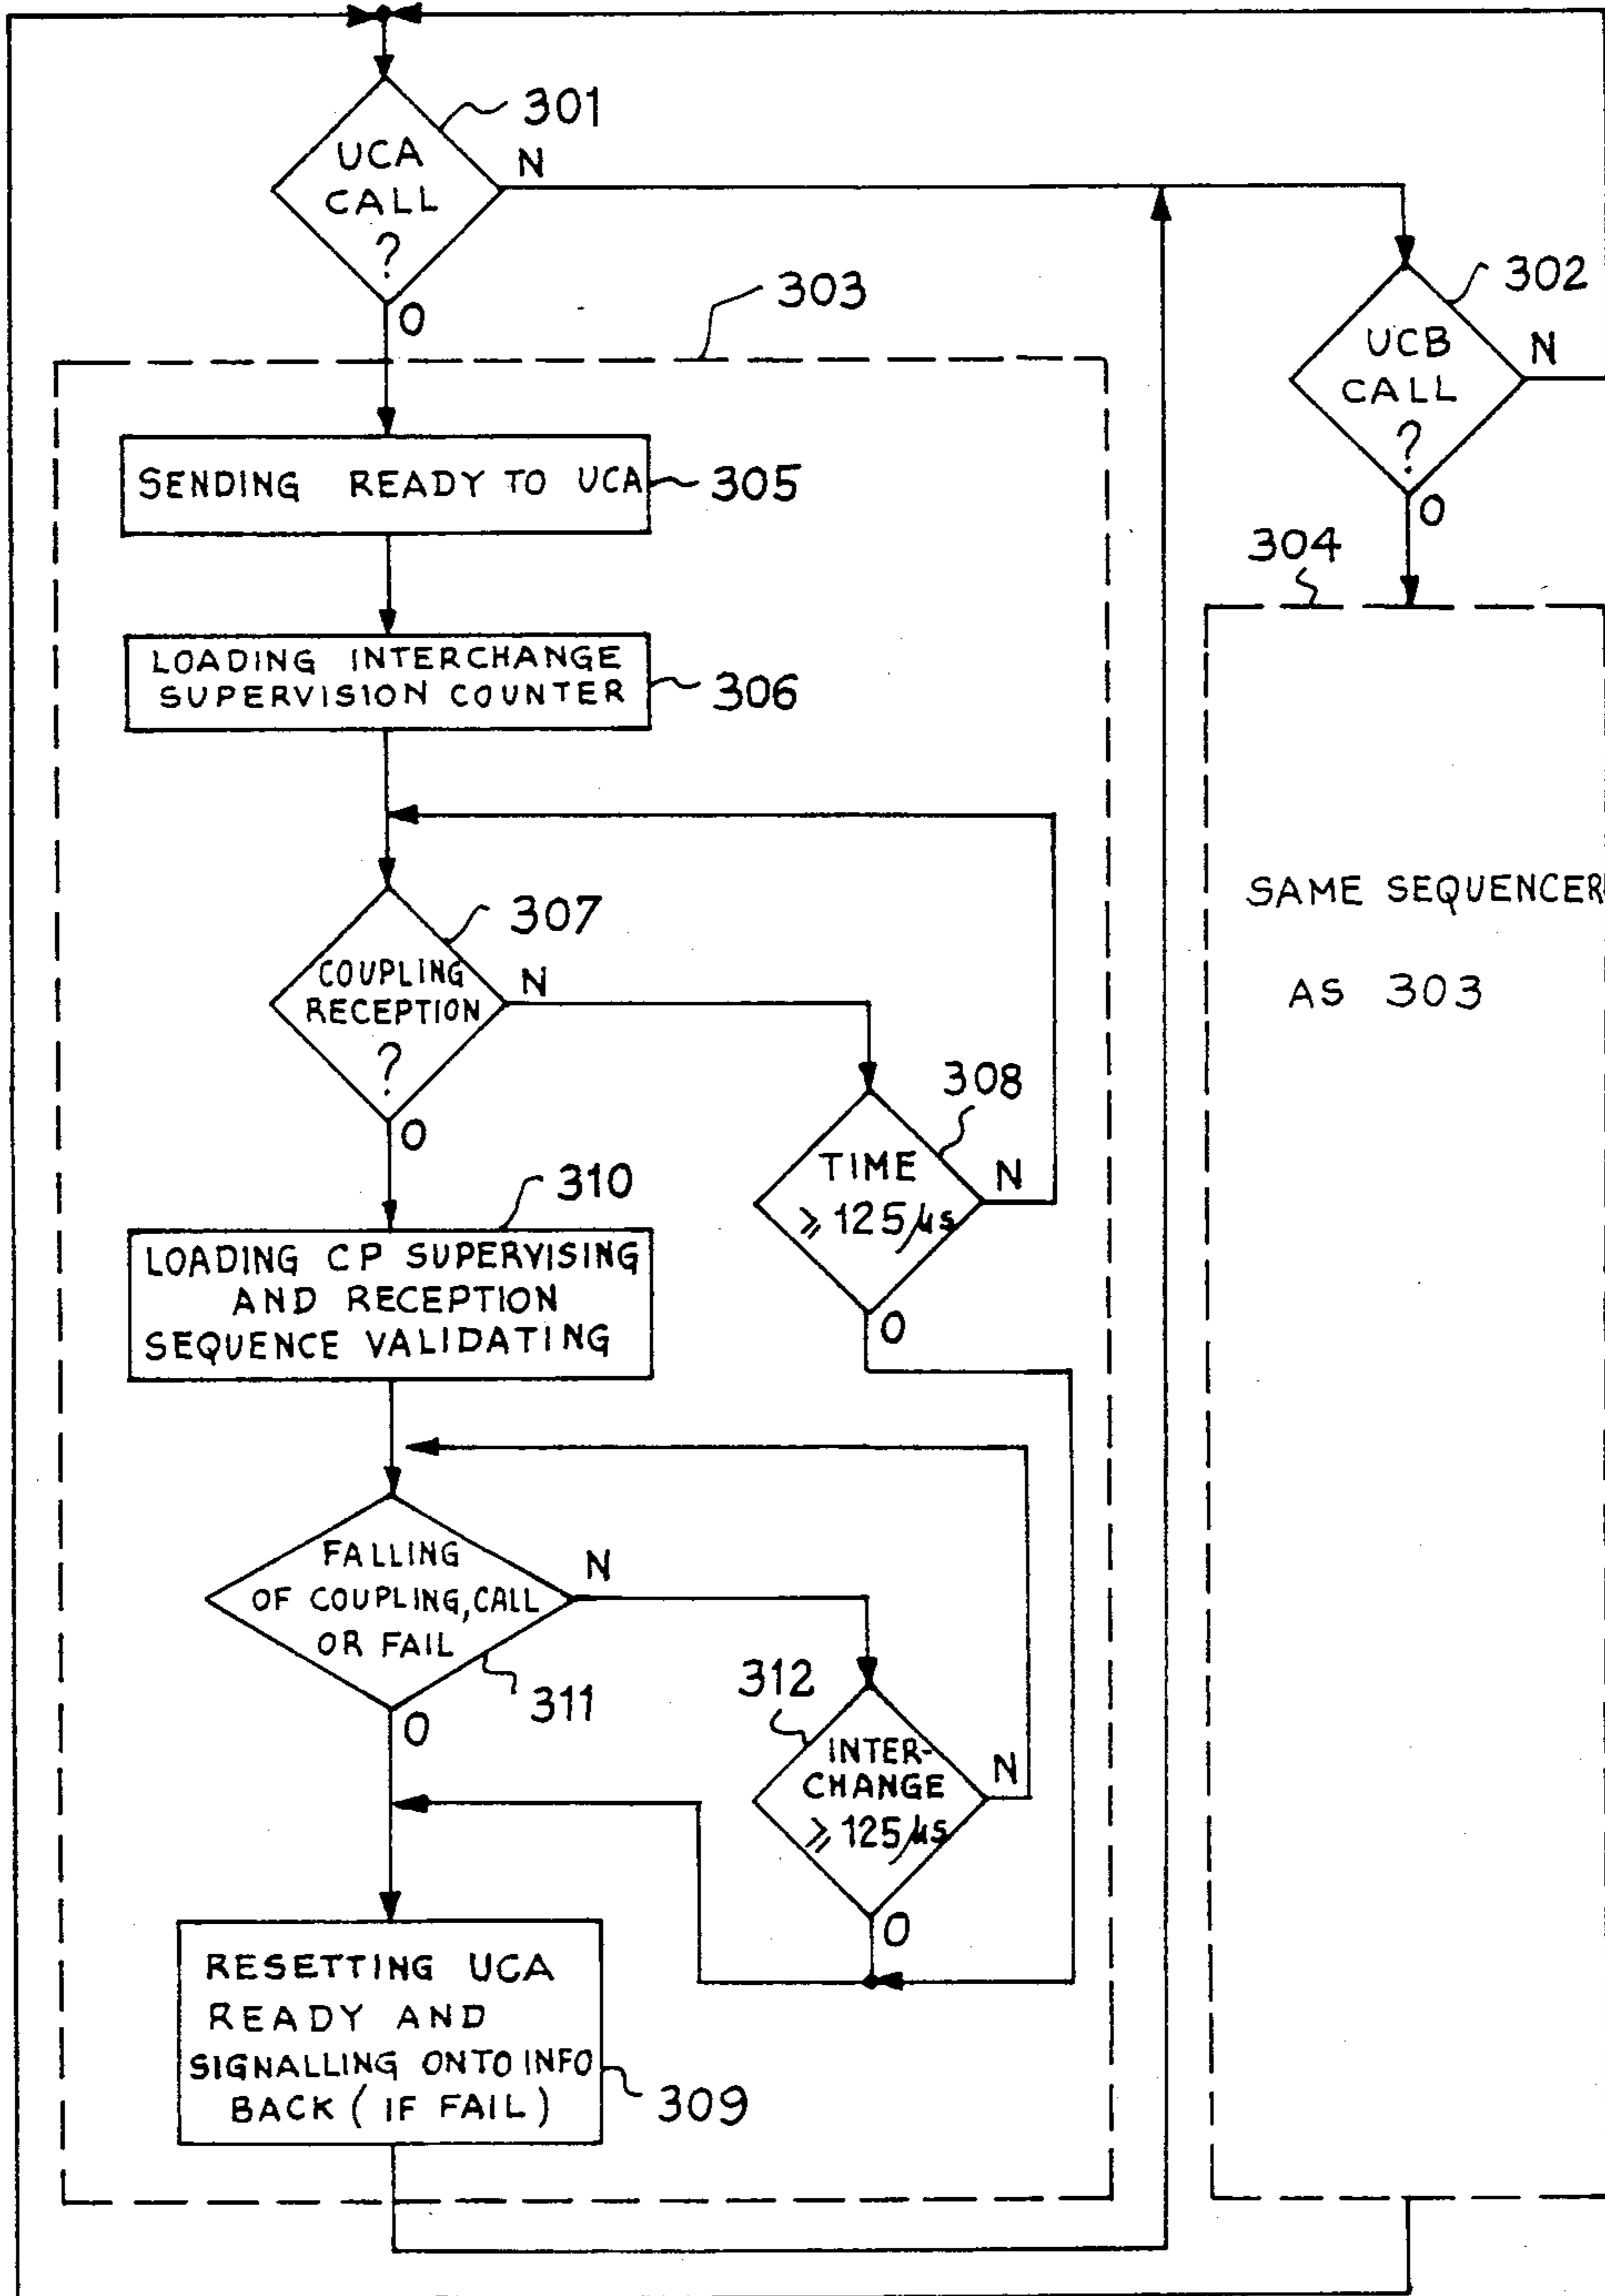 301
UCA
CALL
?
N
O
303
302
UCB
CALL
?
N
O
304
SENDING READY TO UCA
305
LOADING INTERCHANGE
SUPERVISION COUNTER
306
307
COUPLING
RECEPTION
?
N
O
SAME SEQUENCER
AS 303
308
TIME
⩾ 125 µs
N
O
310
LOADING CP SUPERVISING
AND RECEPTION
SEQUENCE VALIDATING
FALLING
OF COUPLING, CALL
OR FAIL
N
311
O
312
INTER-
CHANGE
⩾ 125 µs
N
O
RESETTING UCA
READY AND
SIGNALLING ONTO INFO
BACK ( IF FAIL )
309